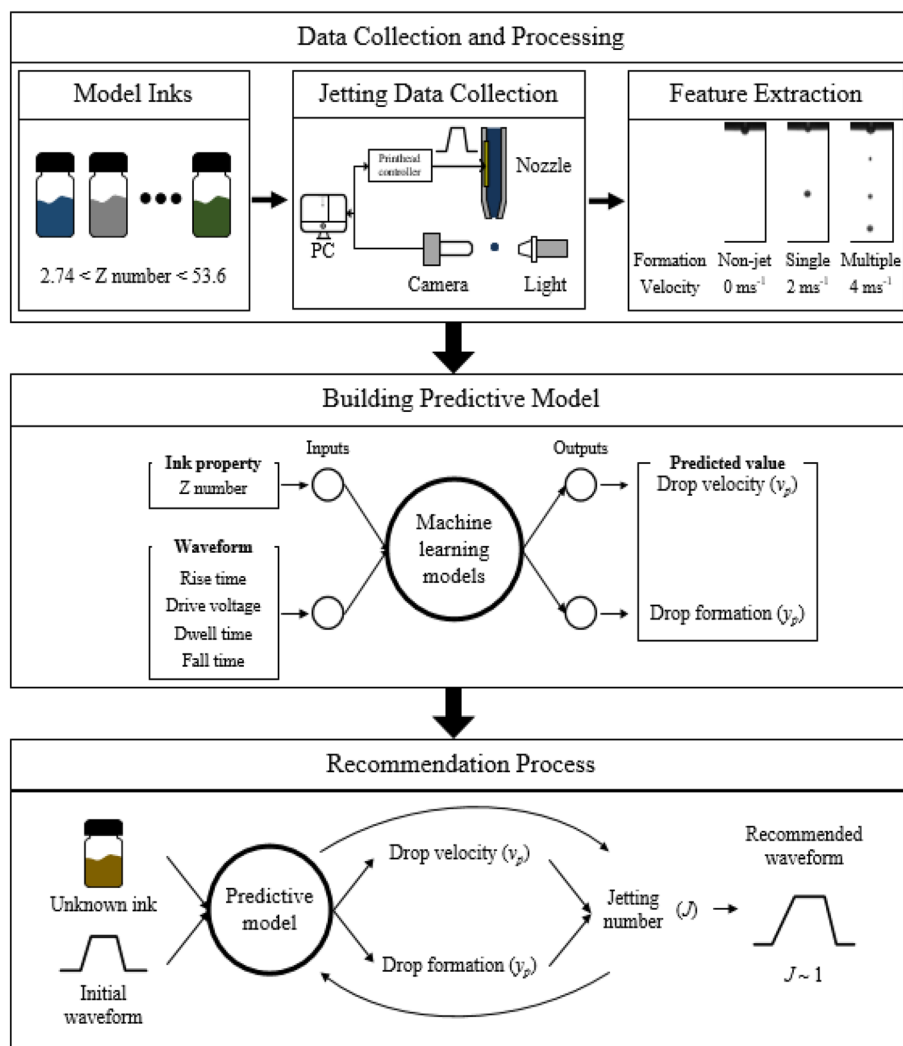 Data Collection and Processing
Model Inks
2.74 < Z number < 53.6
Jetting Data Collection
Printhead
controller
Nozzle
PC
Camera
Light
Feature Extraction
Formation Non-jet Single Multiple
Velocity 0 ms⁻¹ 2 ms⁻¹ 4 ms⁻¹
Building Predictive Model
Inputs
Outputs
Ink property
Z number
Waveform
Rise time
Drive voltage
Dwell time
Fall time
Machine
learning
models
Predicted value
Drop velocity (vₚ)
Drop formation (yₚ)
Recommendation Process
Unknown ink
Initial
waveform
Predictive
model
Drop velocity (vₚ)
Drop formation (yₚ)
Jetting
number (J)
Recommended
waveform
J ~ 1